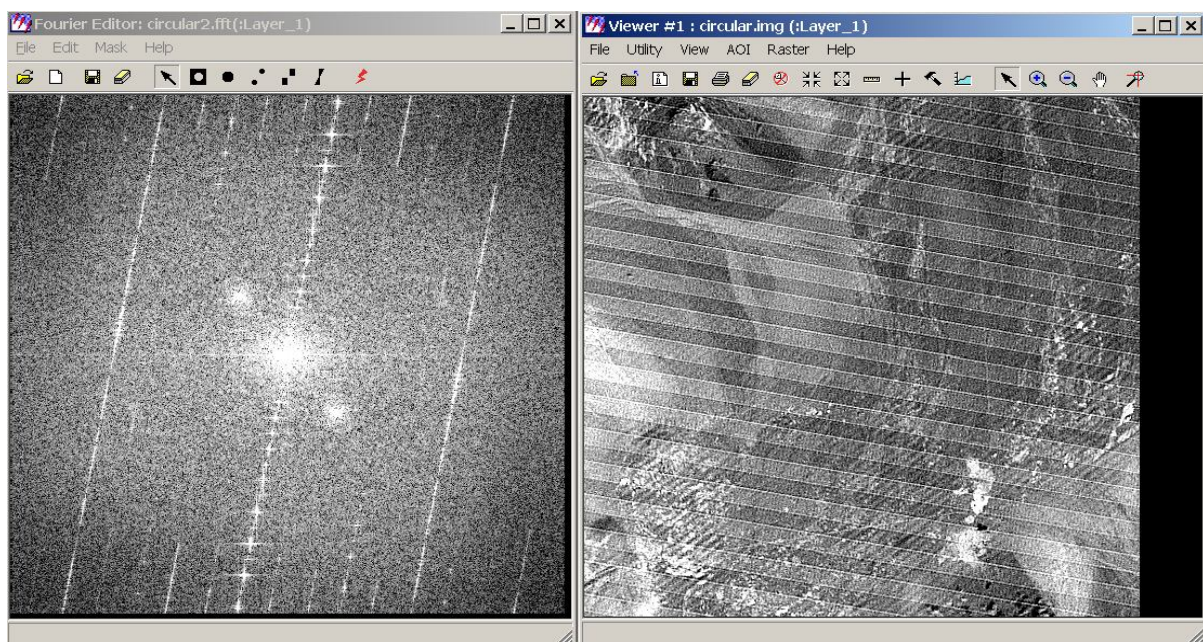 Fourier Editor: circular2.fft(:Layer_1)
File Edit Mask Help
Viewer #1 : circular.img (:Layer_1)
File Utility View AOI Raster Help